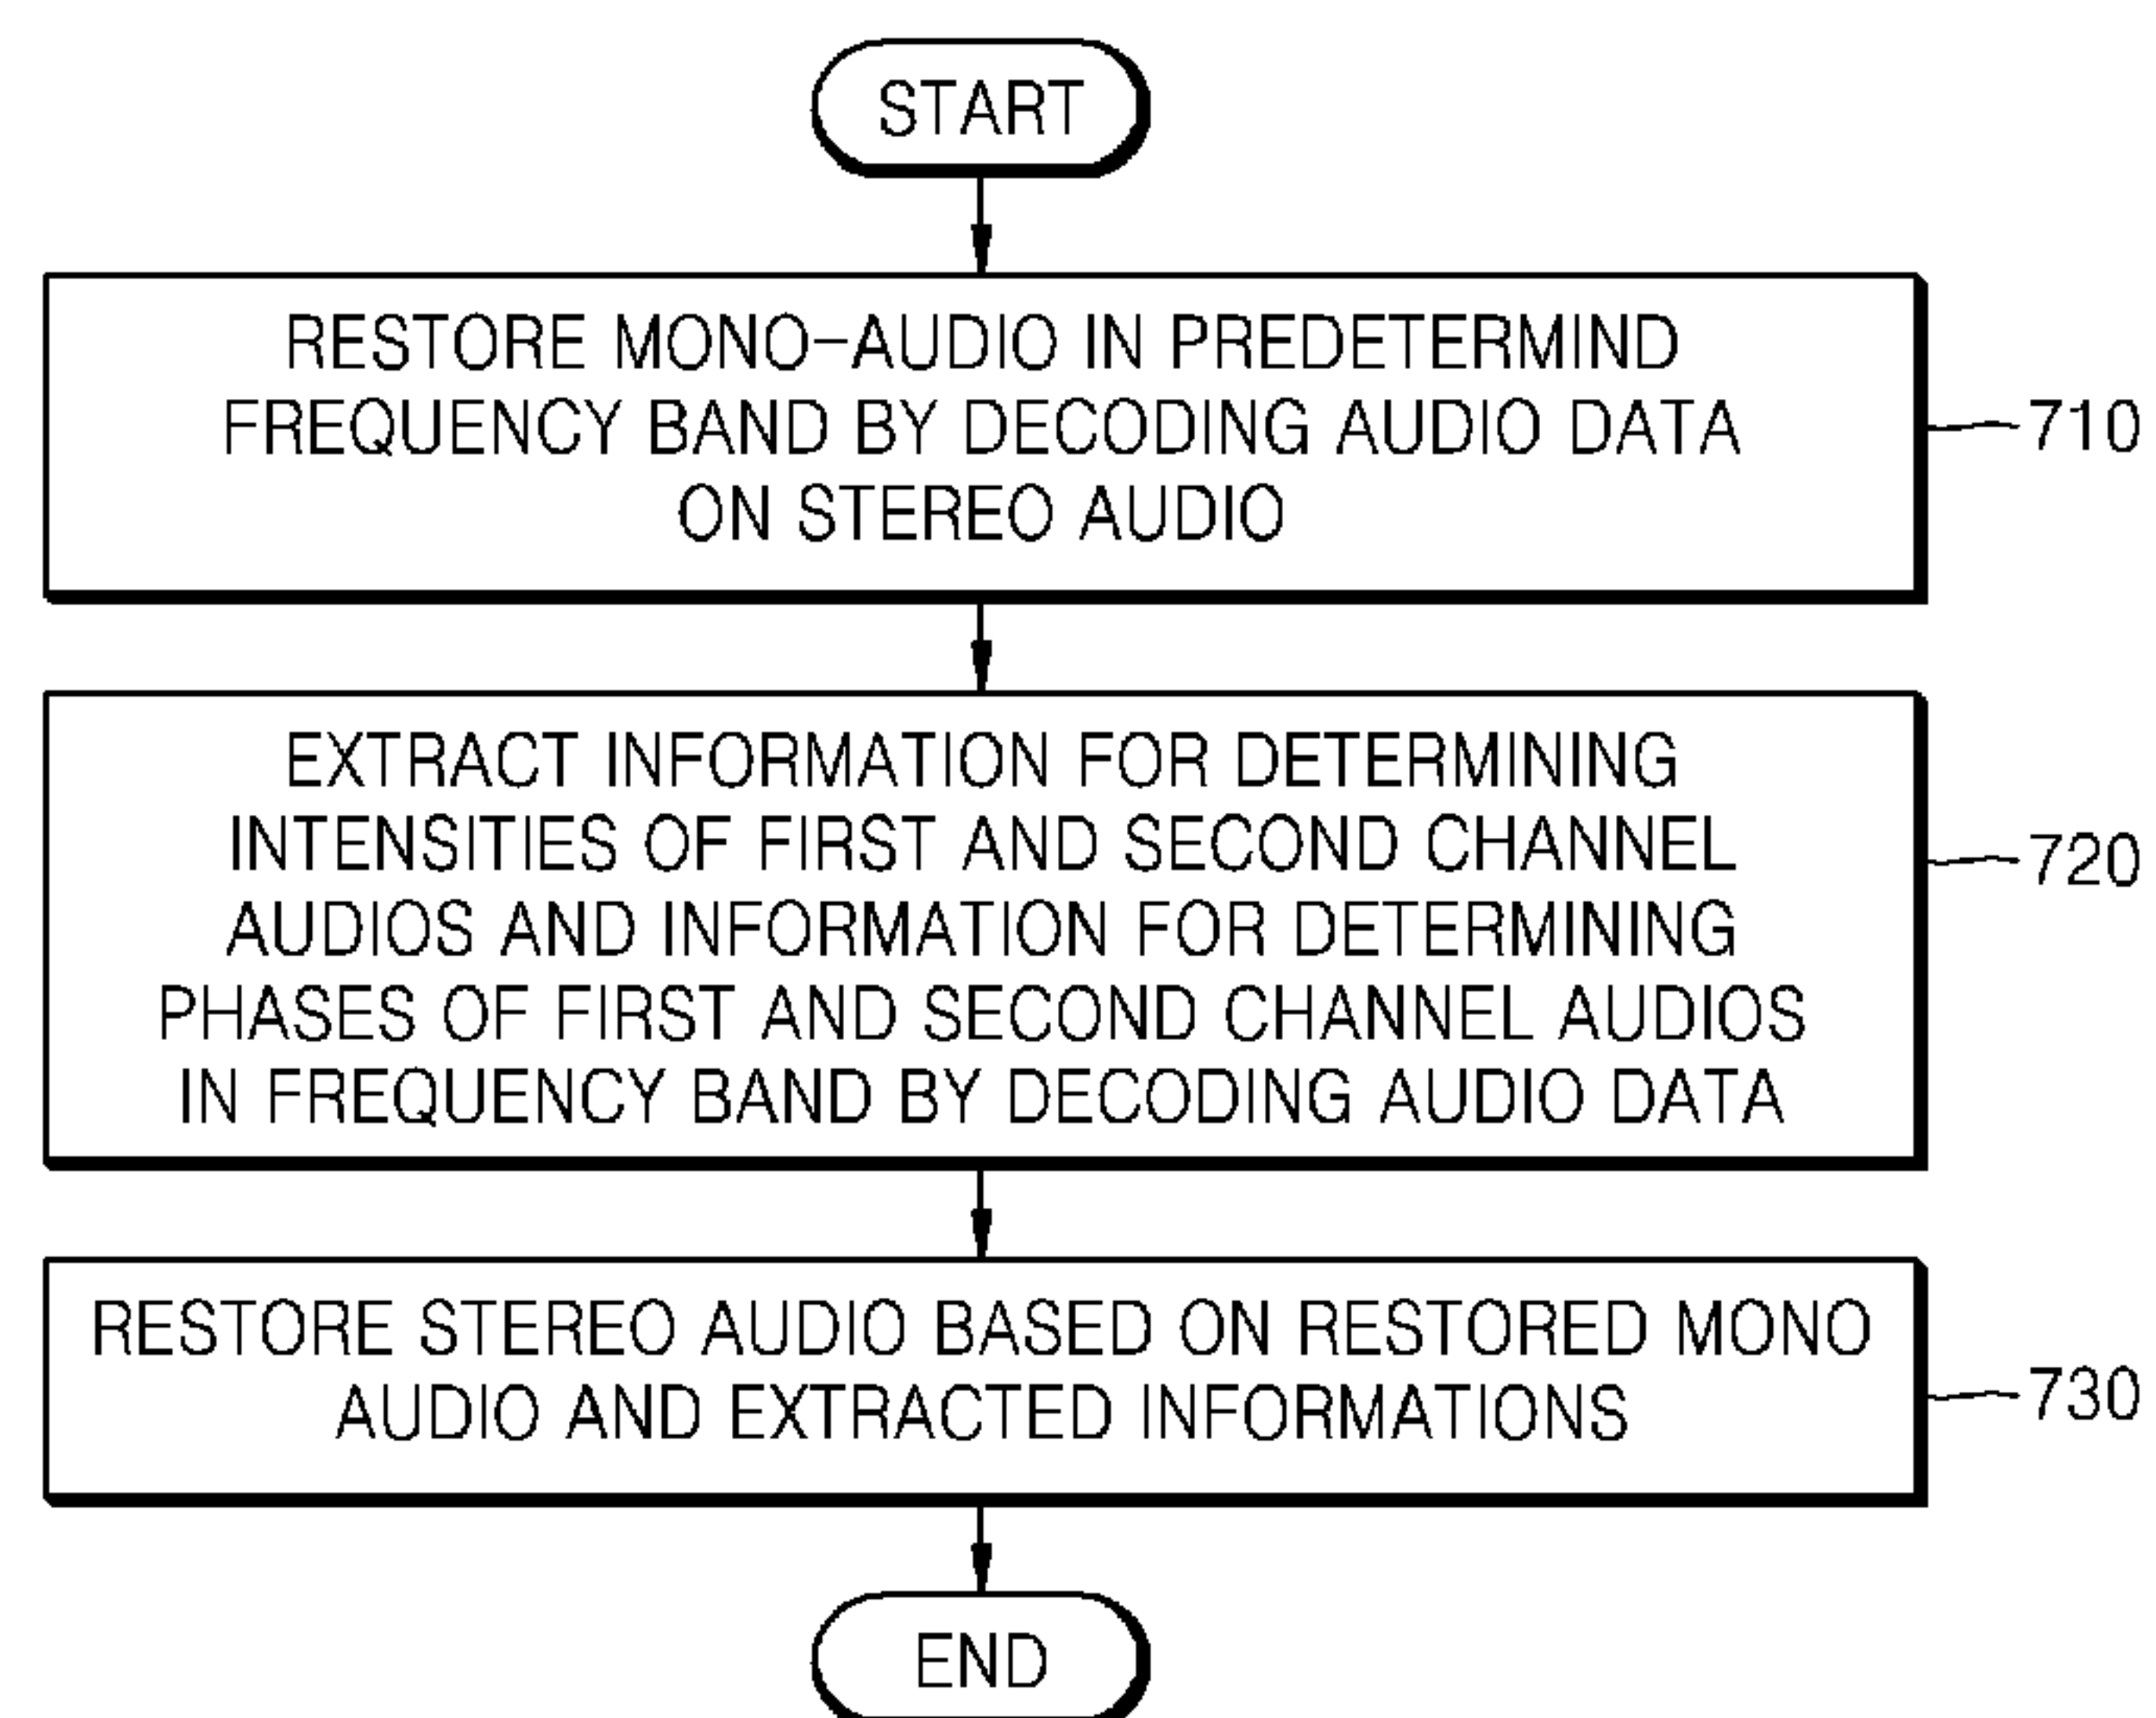 START
RESTORE MONO-AUDIO IN PREDETERMIND
FREQUENCY BAND BY DECODING AUDIO DATA
ON STEREO AUDIO
710
EXTRACT INFORMATION FOR DETERMINING
INTENSITIES OF FIRST AND SECOND CHANNEL
AUDIOS AND INFORMATION FOR DETERMINING
PHASES OF FIRST AND SECOND CHANNEL AUDIOS
IN FREQUENCY BAND BY DECODING AUDIO DATA
720
RESTORE STEREO AUDIO BASED ON RESTORED MONO
AUDIO AND EXTRACTED INFORMATIONS
730
END